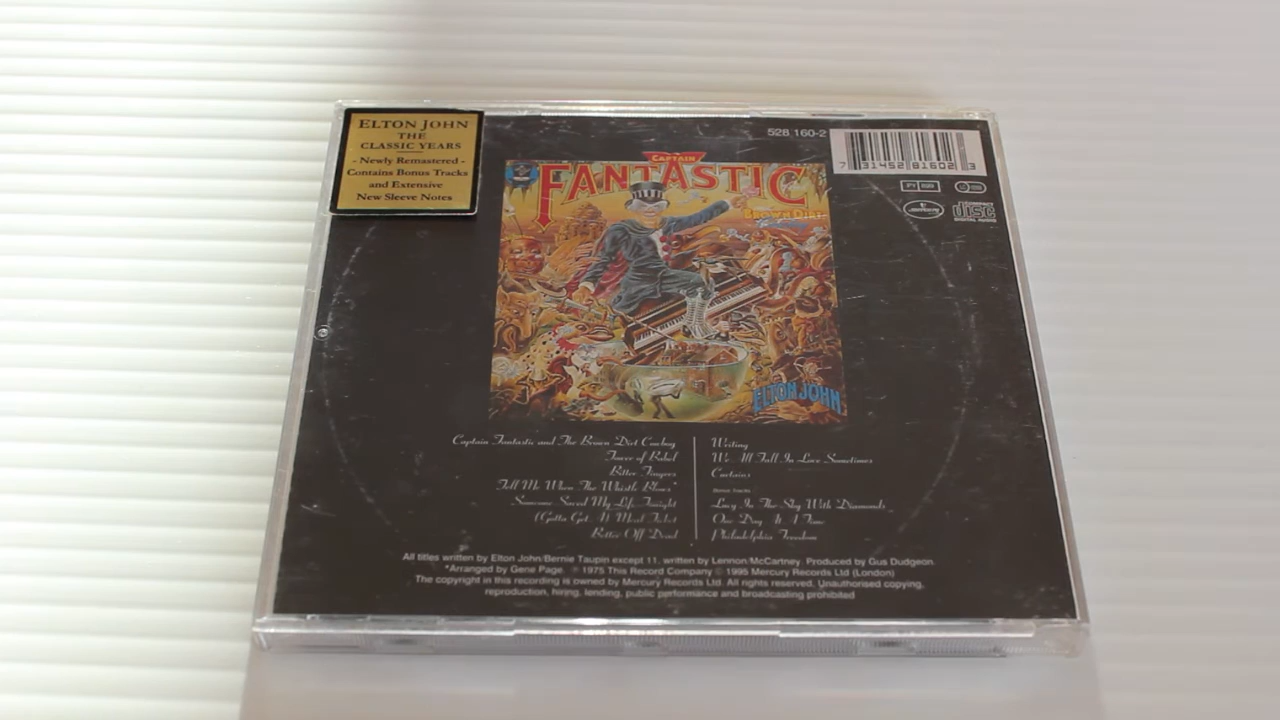 ELTON JOHN
THE
CLASSIC YEARS
- Newly Remastered -
Contains Bonus Tracks
and Extensive
New Sleeve Notes
528 160-2
7 31452 81602 3
mercury
COMPACT
disc
DIGITAL AUDIO
CAPTAIN
FANTASTIC
BROWN DIRT
ELTON JOHN
Captain Fantastic and The Brown Dirt Cowboy
Tower of Babel
Bitter Fingers
Tell Me When The Whistle Blows*
Someone Saved My Life Tonight
(Gotta Get A) Meal Ticket
Better Off Dead
Writing
We All Fall In Love Sometimes
Curtains
Bonus Tracks
Lucy In The Sky With Diamonds
One Day At A Time
Philadelphia Freedom
All titles written by Elton John/Bernie Taupin except 11, written by Lennon/McCartney. Produced by Gus Dudgeon.
*Arranged by Gene Page. ℗ 1975 This Record Company © 1995 Mercury Records Ltd (London)
The copyright in this recording is owned by Mercury Records Ltd. All rights reserved. Unauthorised copying,
reproduction, hiring, lending, public performance and broadcasting prohibited